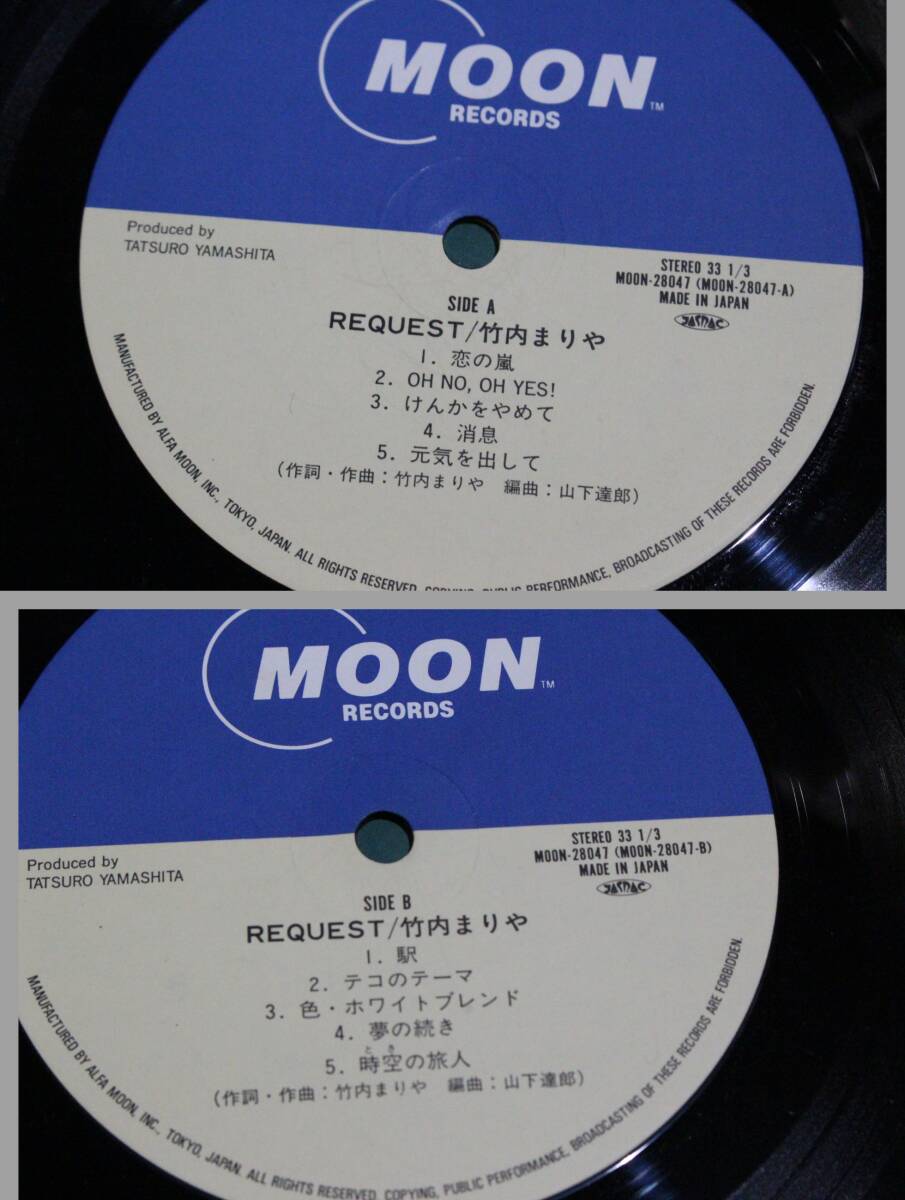 MOON TM
RECORDS
Produced by
TATSURO YAMASHITA
STEREO 33 1/3
MOON-28047 (MOON-28047-A)
MADE IN JAPAN
JASRAC
SIDE A
REQUEST/竹内まりや
1. 恋の嵐
2. OH NO, OH YES!
3. けんかをやめて
4. 消息
5. 元気を出して
(作詞・作曲:竹内まりや 編曲:山下達郎)
MANUFACTURED BY ALFA MOON, INC., TOKYO, JAPAN. ALL RIGHTS RESERVED, COPYING, PUBLIC PERFORMANCE, BROADCASTING OF THESE RECORDS ARE FORBIDDEN.
MOON TM
RECORDS
Produced by
TATSURO YAMASHITA
STEREO 33 1/3
MOON-28047 (MOON-28047-B)
MADE IN JAPAN
JASRAC
SIDE B
REQUEST/竹内まりや
1. 駅
2. テコのテーマ
3. 色・ホワイトブレンド
4. 夢の続き
とき
5. 時空の旅人
(作詞・作曲:竹内まりや 編曲:山下達郎)
MANUFACTURED BY ALFA MOON, INC., TOKYO, JAPAN. ALL RIGHTS RESERVED, COPYING, PUBLIC PERFORMANCE, BROADCASTING OF THESE RECORDS ARE FORBIDDEN.